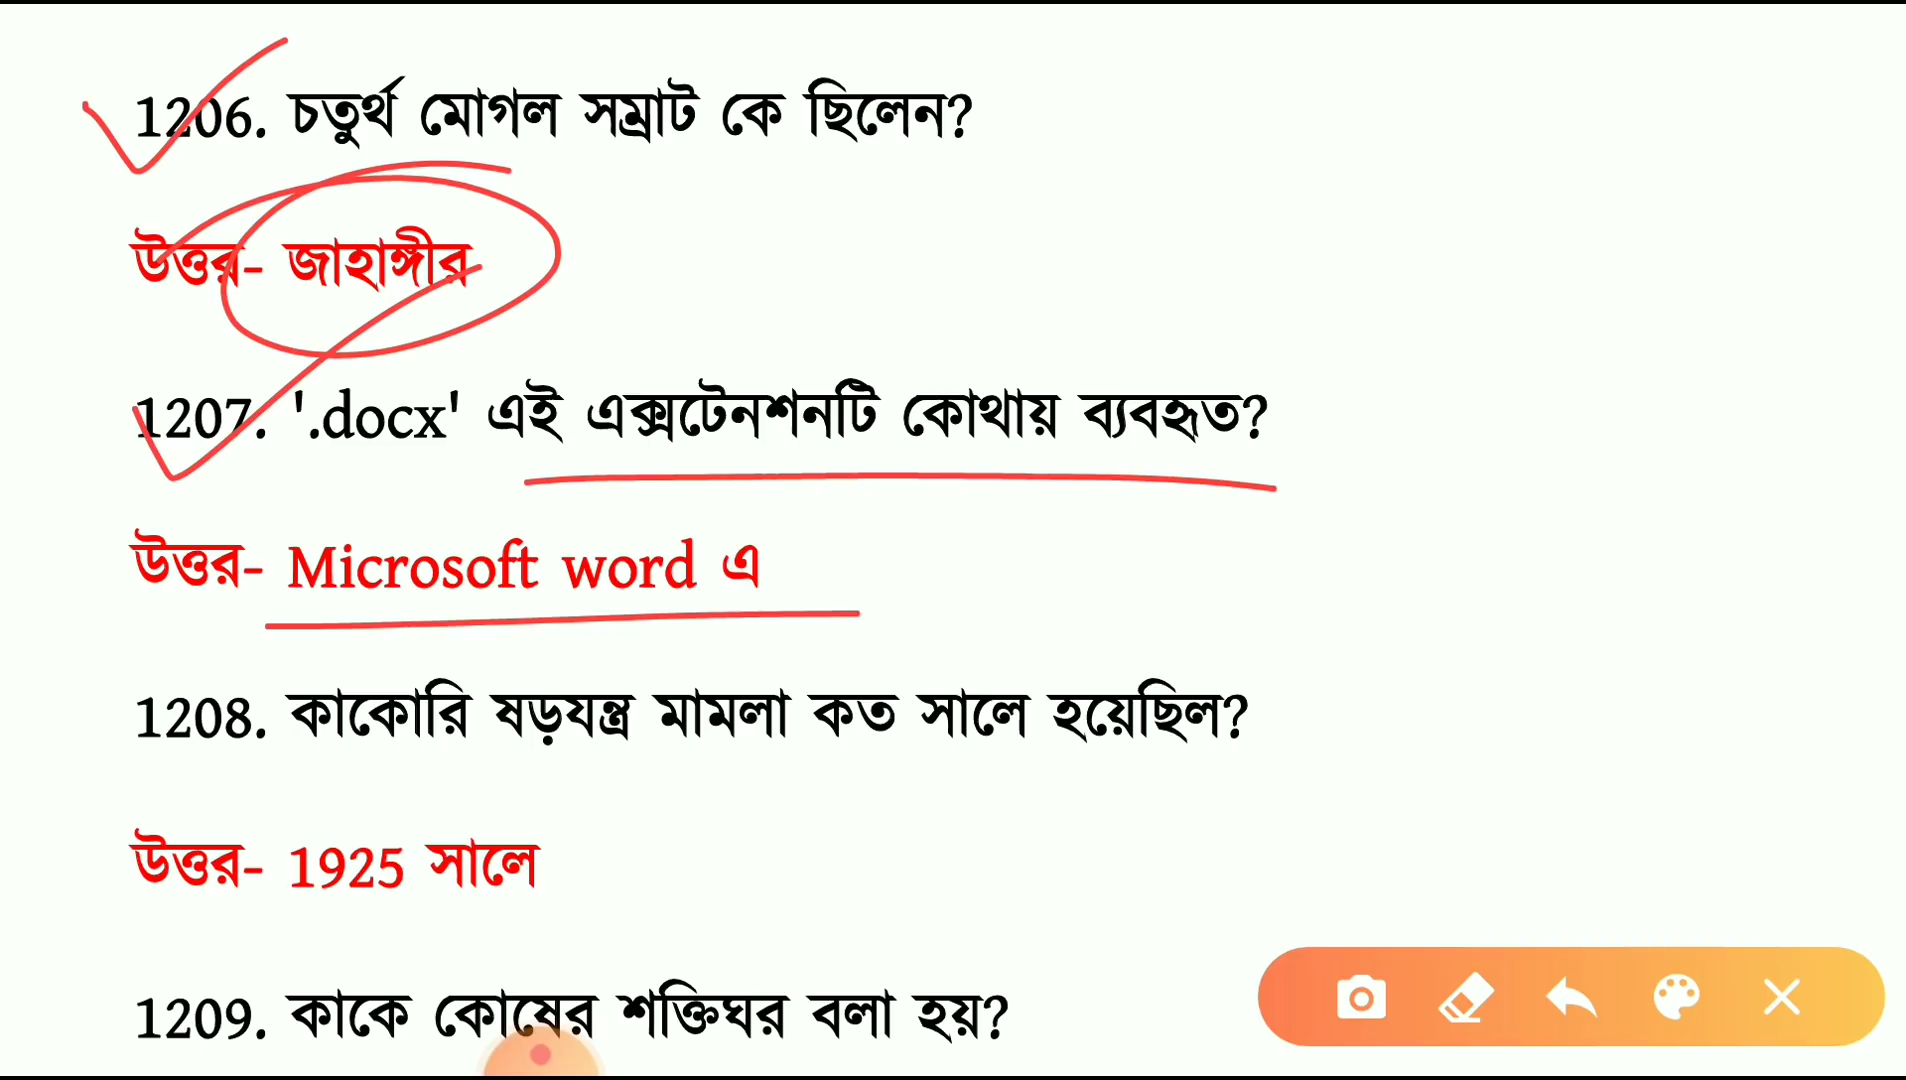 1206. চতুর্থ মোগল সম্রাট কে ছিলেন?
উত্তর- জাহাঙ্গীর
1207. '.docx' এই এক্সটেনশনটি কোথায় ব্যবহৃত?
উত্তর- Microsoft word এ
1208. কাকোরি ষড়যন্ত্র মামলা কত সালে হয়েছিল?
উত্তর- 1925 সালে
1209. কাকে কোষের শক্তিঘর বলা হয়?